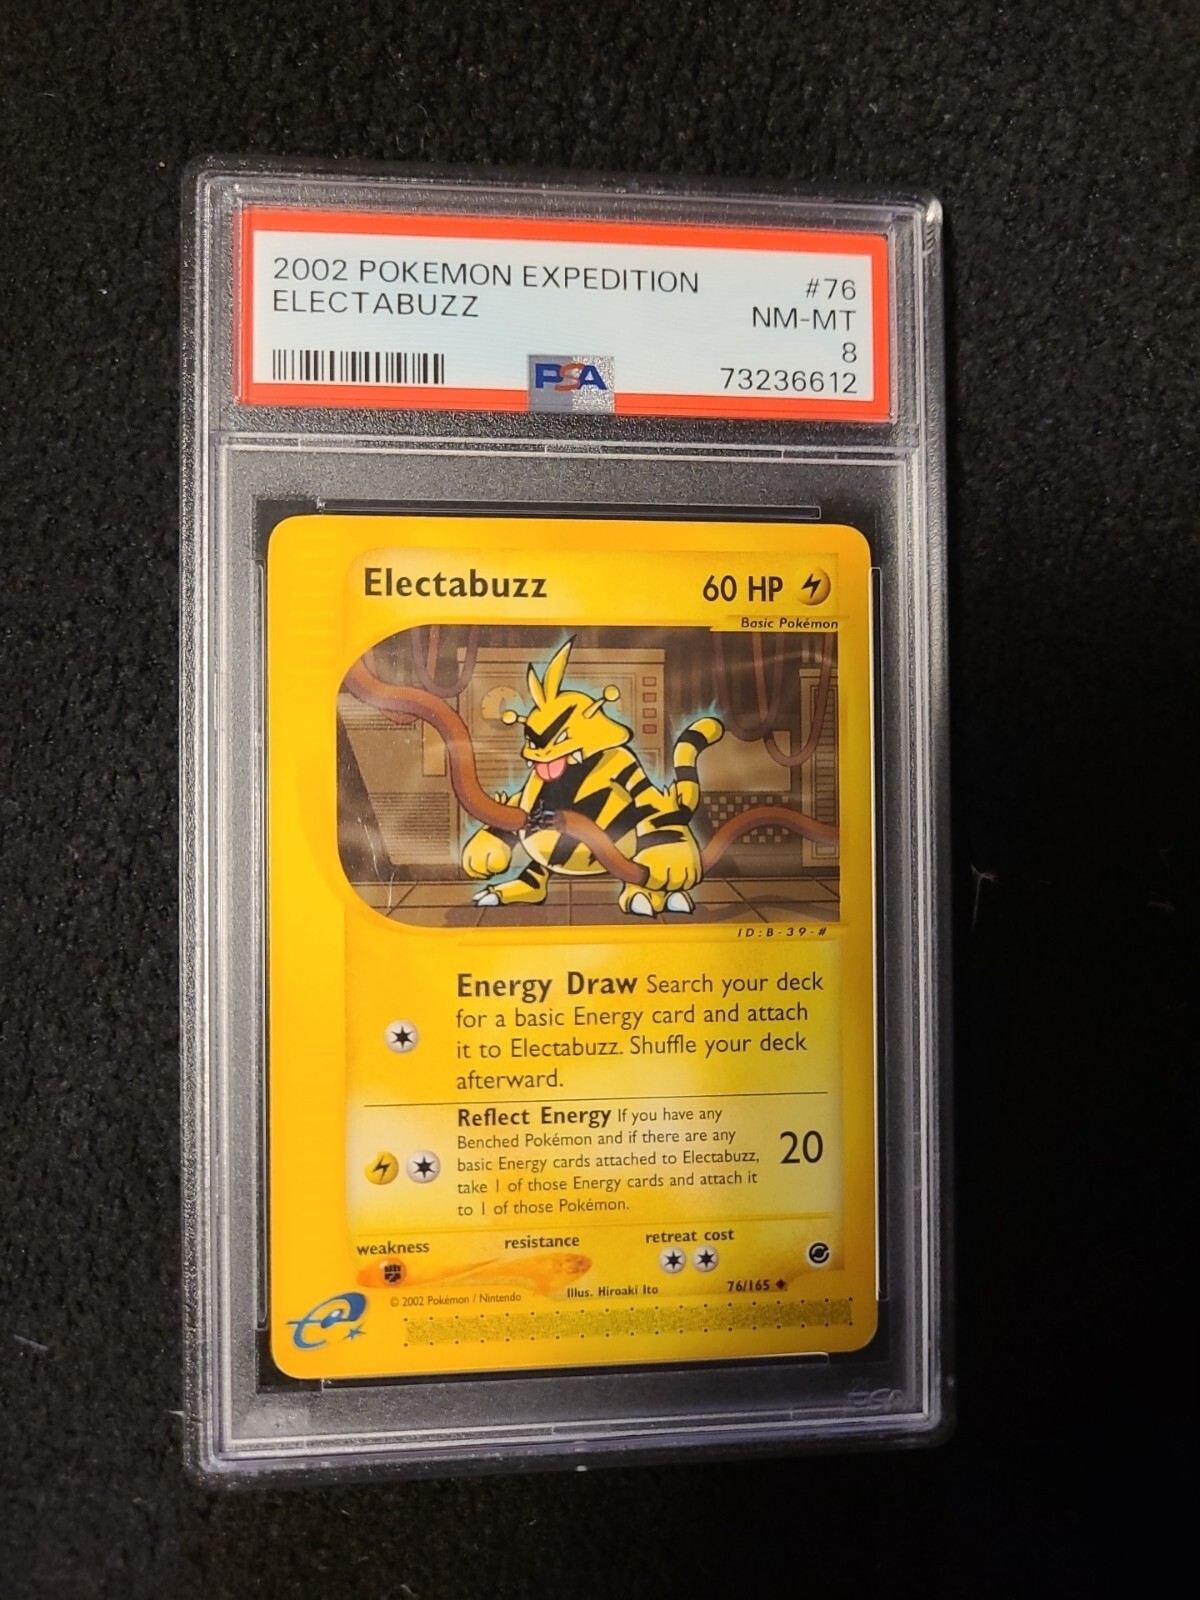 2002 POKEMON EXPEDITION #76
ELECTABUZZ NM-MT
8
PSA 73236612
Electabuzz 60 HP
Basic Pokémon
ID:B-39-#
Energy Draw Search your deck
for a basic Energy card and attach
it to Electabuzz. Shuffle your deck
afterward.
Reflect Energy If you have any
Benched Pokémon and if there are any
basic Energy cards attached to Electabuzz,
take 1 of those Energy cards and attach it
to 1 of those Pokémon.
20
weakness resistance retreat cost
© 2002 Pokémon / Nintendo Illus. Hiroaki Ito 76/165
e
PSA